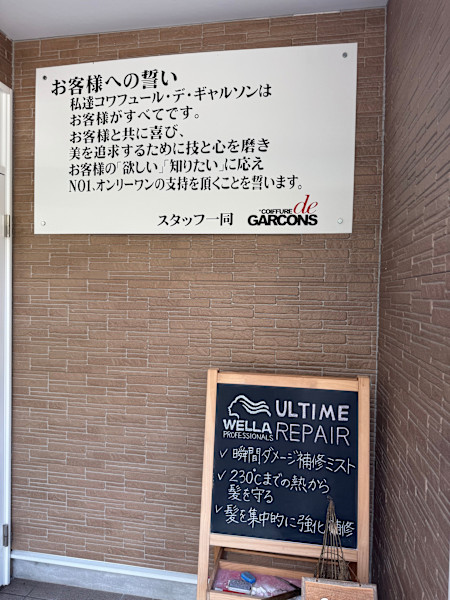 お客様への誓い
私達コワフュール・デ・ギャルソンは
お客様がすべてです。
お客様と共に喜び、
美を追求するために技と心を磨き
お客様の「欲しい」「知りたい」に応え
NO1、オンリーワンの支持を頂くことを誓います。
スタッフ一同
COIFFURE de
GARCONS
WELLA
PROFESSIONALS
ULTIME
REPAIR
✓ 瞬間ダメージ補修ミスト
✓ 230℃までの熱から
髪を守る
✓ 髪を集中的に強化補修